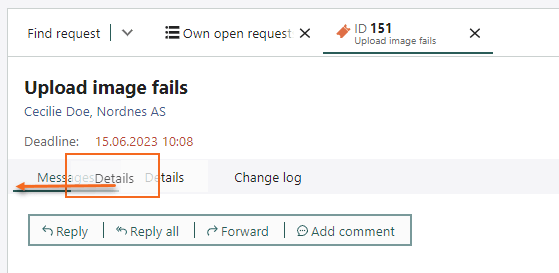 Find request Own open request ID 151
Upload image fails
Upload image fails
Cecilie Doe, Nordnes AS
Deadline: 15.06.2023 10:08
Messages Details Details Change log
Reply Reply all Forward Add comment